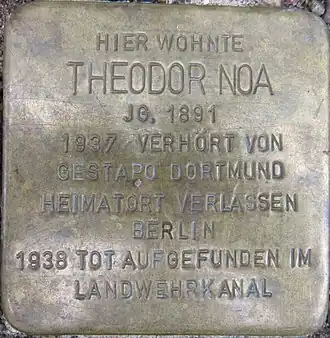 HIER WOHNTE
THEODOR NOA
JG. 1891
1937 VERHÖRT VON
GESTAPO DORTMUND
HEIMATORT VERLASSEN
BERLIN
1938 TOT AUFGEFUNDEN IM
LANDWEHRKANAL